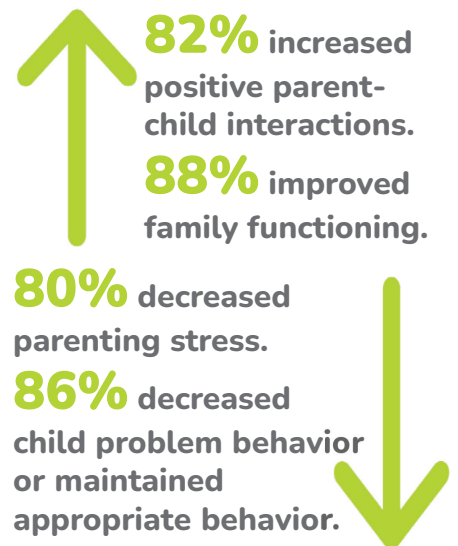 82% increased
positive parent-
child interactions.
88% improved
family functioning.
80% decreased
parenting stress.
86% decreased
child problem behavior
or maintained
appropriate behavior.